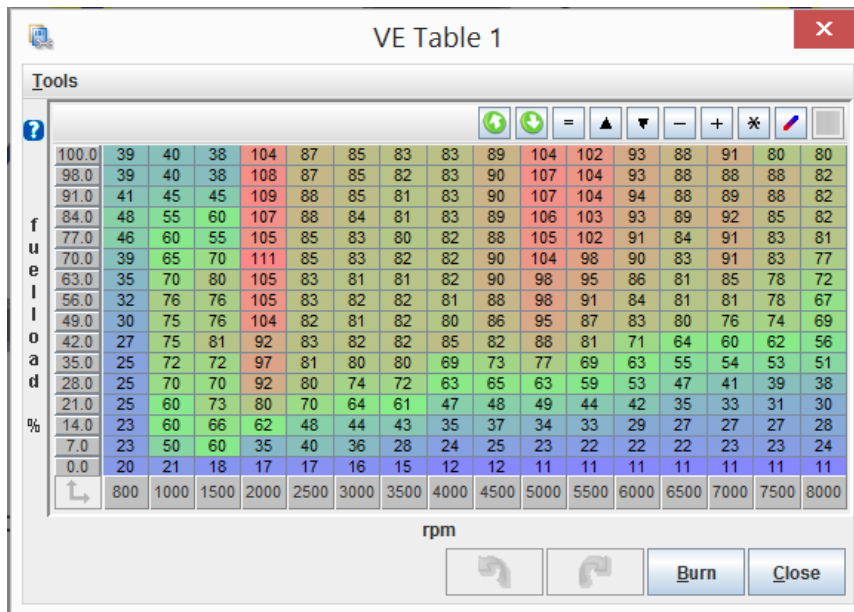 VE Table 1
Tools
= - + *
100.0 39 40 38 104 87 85 83 83 89 104 102 93 88 91 80 80
98.0 39 40 38 108 87 85 82 83 90 107 104 93 88 88 88 82
91.0 41 45 45 109 88 85 81 83 90 107 104 94 88 89 88 82
84.0 48 55 60 107 88 84 81 83 89 106 103 93 89 92 85 82
77.0 46 60 55 105 85 83 80 82 88 105 102 91 84 91 83 81
70.0 39 65 70 111 85 83 82 82 90 104 98 90 83 91 83 77
63.0 35 70 80 105 83 81 81 82 90 98 95 86 81 85 78 72
56.0 32 76 76 105 83 82 82 81 88 98 91 84 81 81 78 67
49.0 30 75 76 104 82 81 82 80 86 95 87 83 80 76 74 69
42.0 27 75 81 92 83 82 82 85 82 88 81 71 64 60 62 56
35.0 25 72 72 97 81 80 80 69 73 77 69 63 55 54 53 51
28.0 25 70 70 92 80 74 72 63 65 63 59 53 47 41 39 38
21.0 25 60 73 80 70 64 61 47 48 49 44 42 35 33 31 30
14.0 23 60 66 62 48 44 43 35 37 34 33 29 27 27 27 28
7.0 23 50 60 35 40 36 28 24 25 23 22 22 22 23 23 24
0.0 20 21 18 17 17 16 15 12 12 11 11 11 11 11 11 11
800 1000 1500 2000 2500 3000 3500 4000 4500 5000 5500 6000 6500 7000 7500 8000
fuelload %
rpm
Burn Close